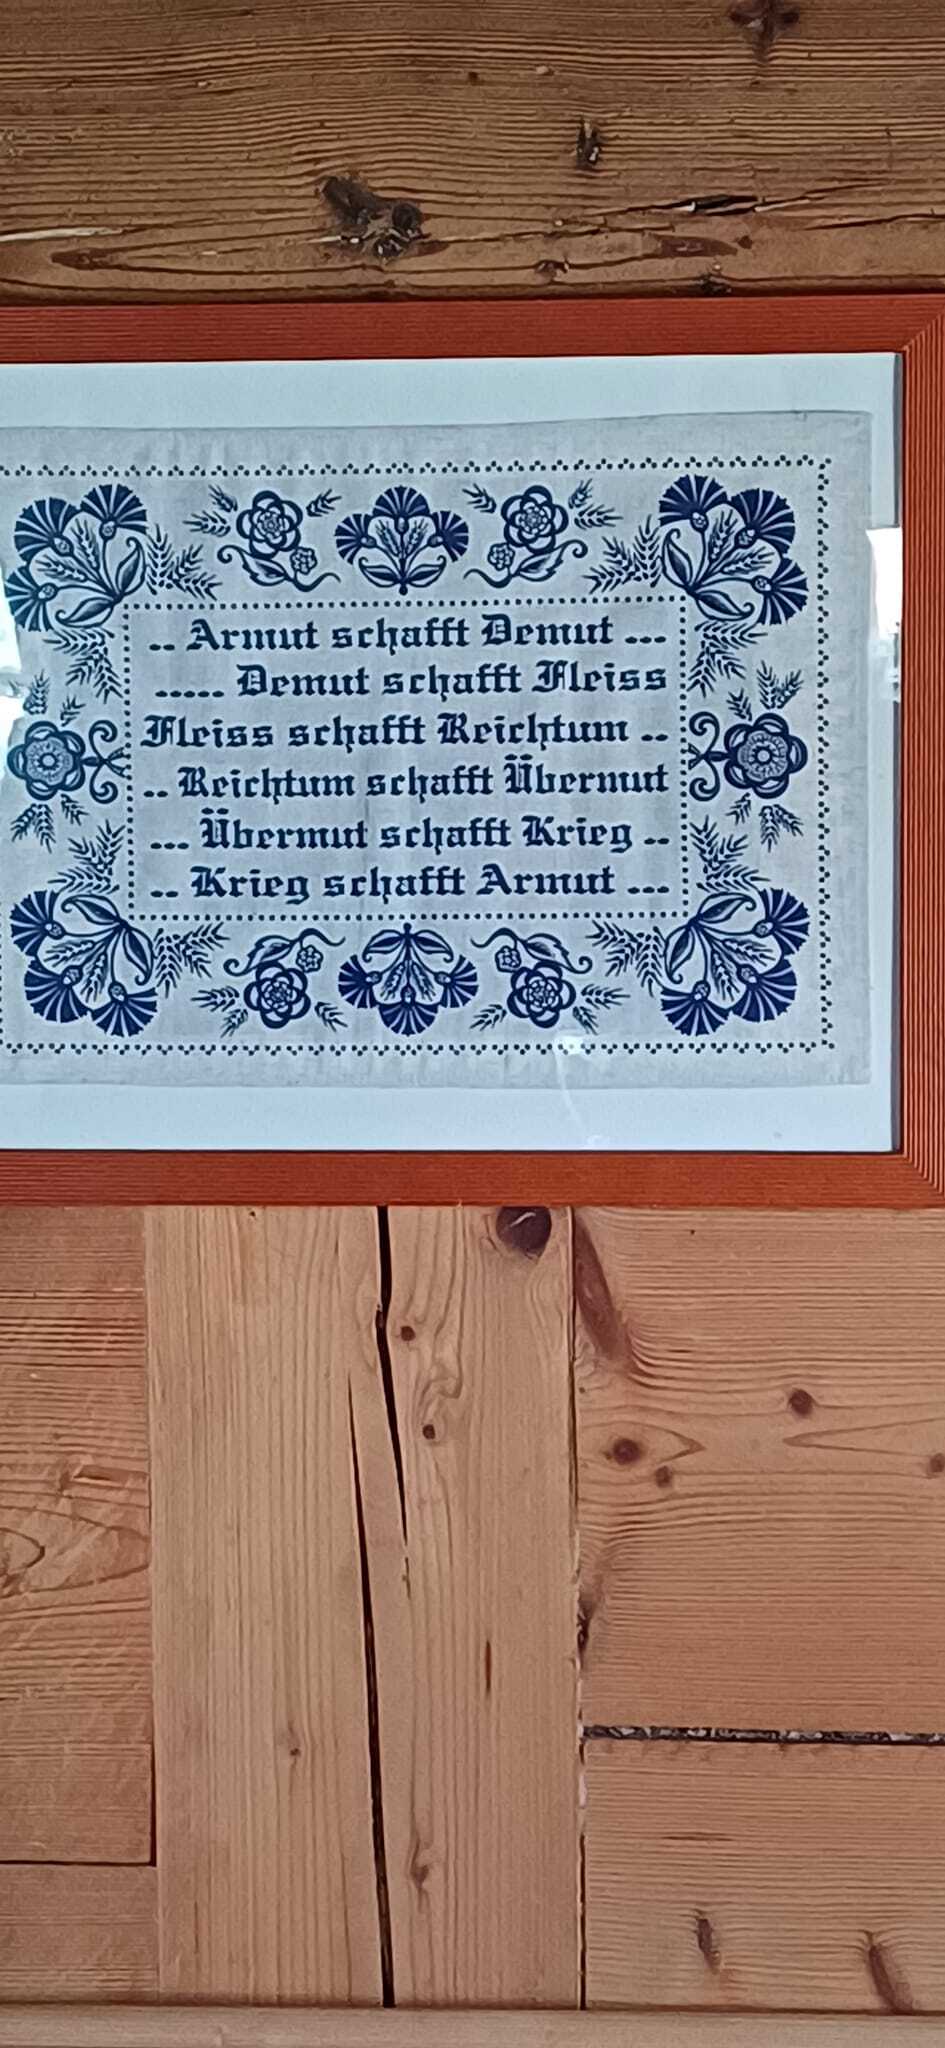 .. Armut schafft Demut ...
..... Demut schafft Fleiss
Fleiss schafft Reichtum ..
.. Reichtum schafft Übermut
... Übermut schafft Krieg ..
.. Krieg schafft Armut ...